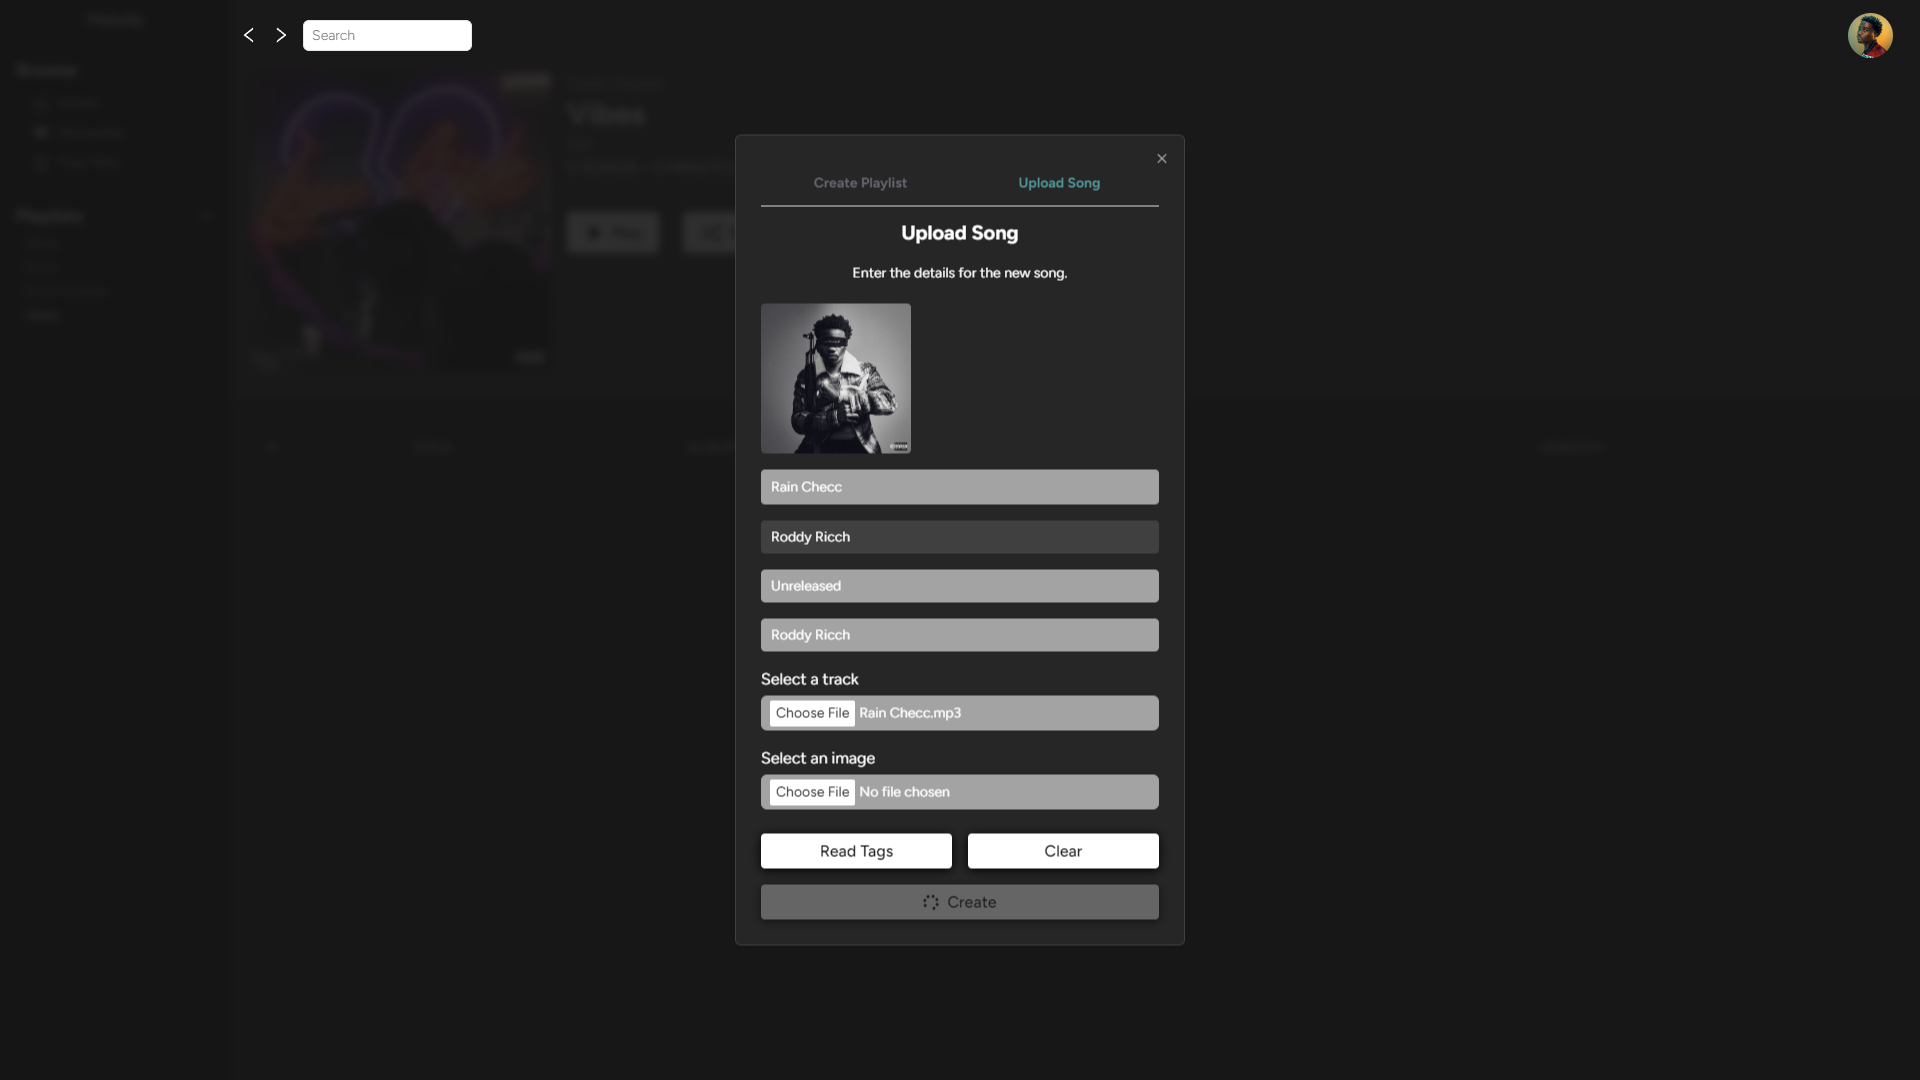 Search
Vibes
Create Playlist
Upload Song
Upload Song
Enter the details for the new song.
Rain Checc
Roddy Ricch
Unreleased
Roddy Ricch
Select a track
Choose File Rain Checc.mp3
Select an image
Choose File No file chosen
Read Tags
Clear
Create